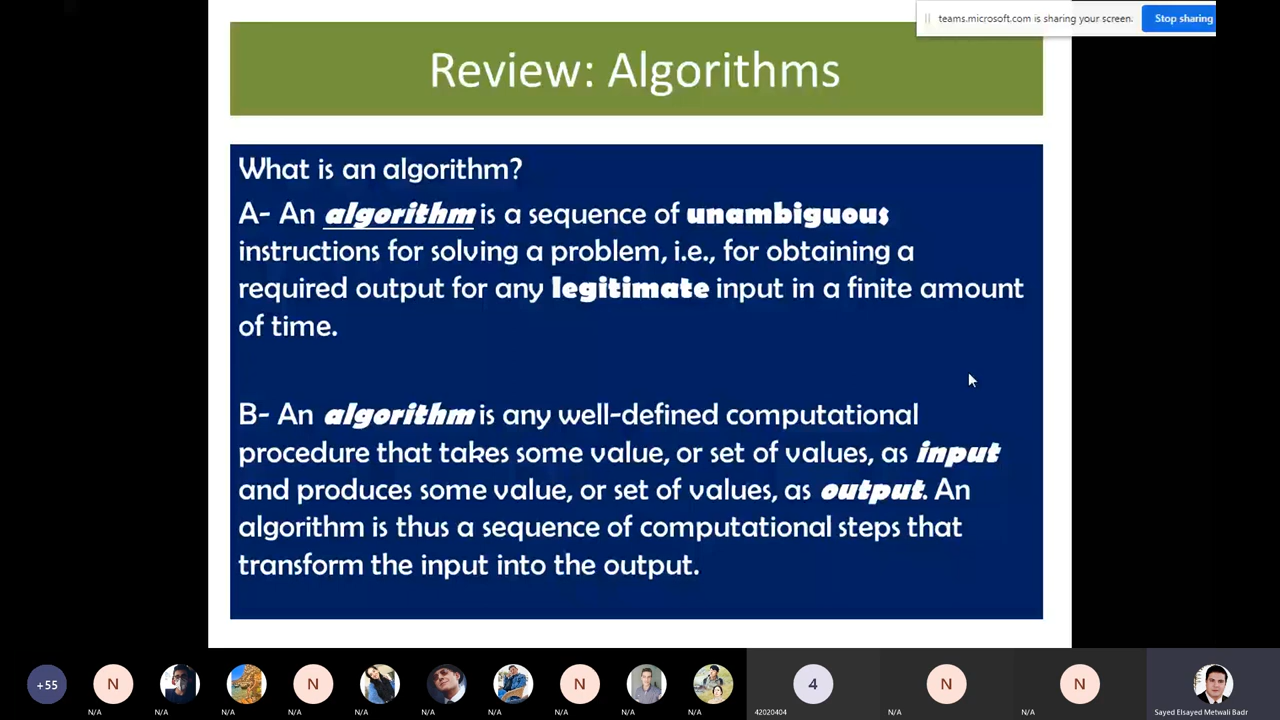 teams.microsoft.com is sharing your screen.
Stop sharing
Review: Algorithms
What is an algorithm?
A- An algorithm is a sequence of unambiguous
instructions for solving a problem, i.e., for obtaining a
required output for any legitimate input in a finite amount
of time.
B- An algorithm is any well-defined computational
procedure that takes some value, or set of values, as input
and produces some value, or set of values, as output. An
algorithm is thus a sequence of computational steps that
transform the input into the output.
+55 N N N N 4 N N
N/A N/A N/A N/A N/A N/A N/A N/A N/A N/A 42020404 N/A N/A Sayed Elsayed Metwali Badr